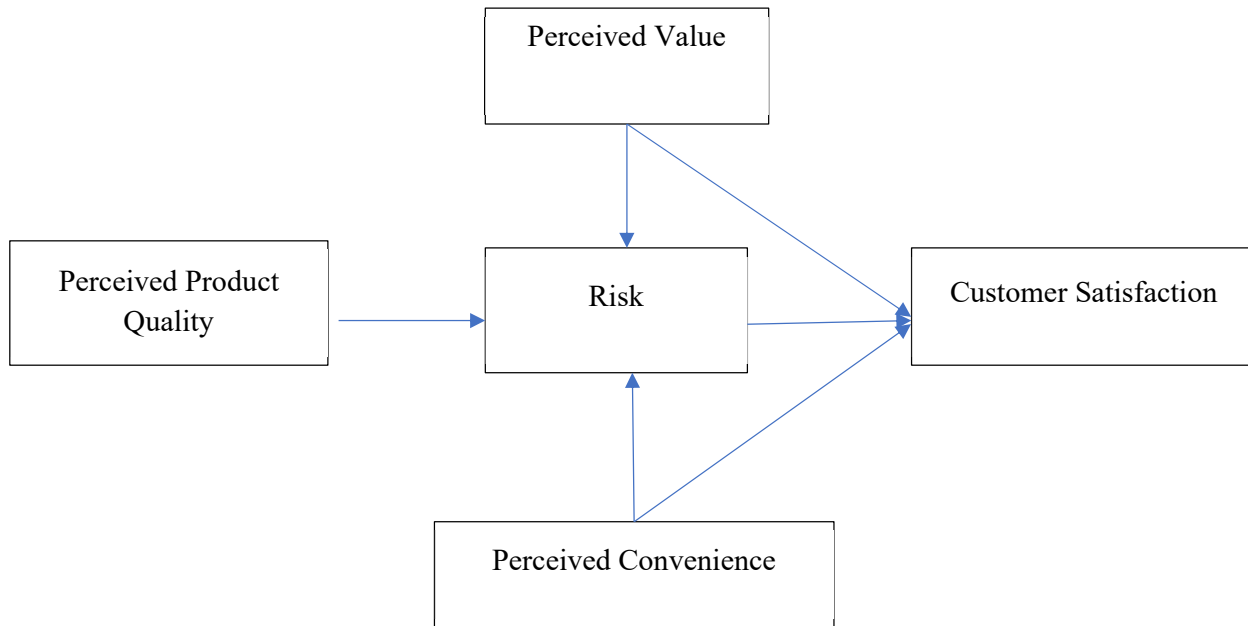 Perceived Value
Perceived Product
Quality
Risk
Customer Satisfaction
Perceived Convenience